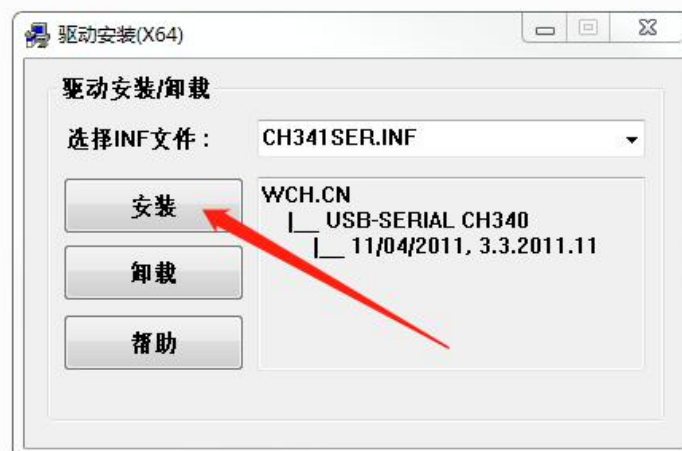 驱动安装(X64)
驱动安装/卸载
选择INF文件：
CH341SER.INF
安装
WCH.CN
|__ USB-SERIAL CH340
|__ 11/04/2011, 3.3.2011.11
卸载
帮助